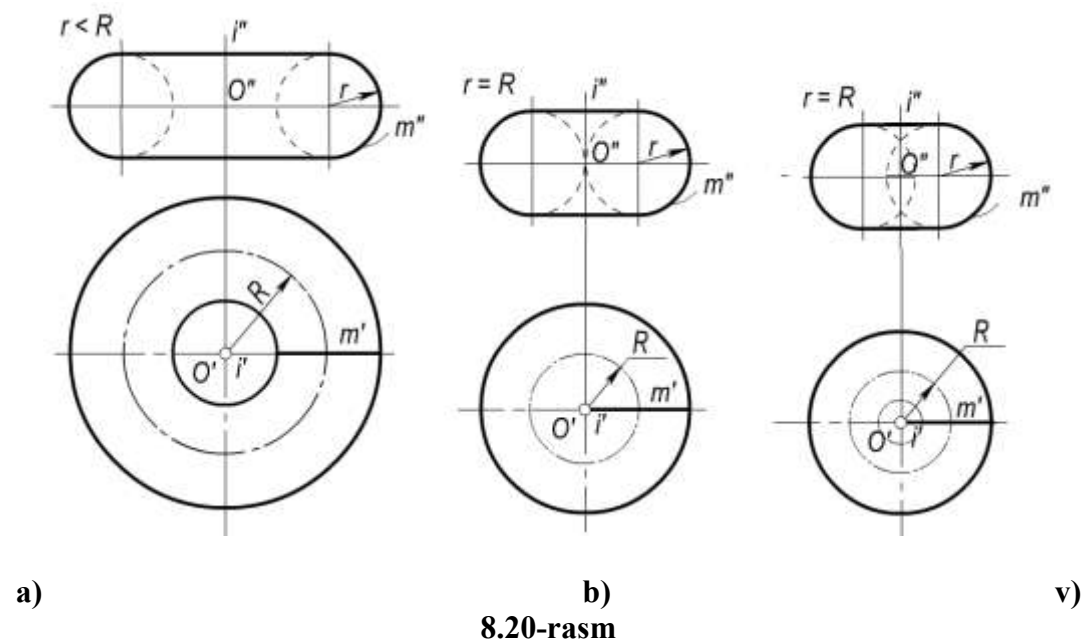 r < R
i"
O"
r
m"
R
m'
O'
i'
r = R
i"
O"
r
m"
R
m'
O'
i'
r = R
i"
O"
r
m"
R
m'
O'
i'
a) b) v)
8.20-rasm